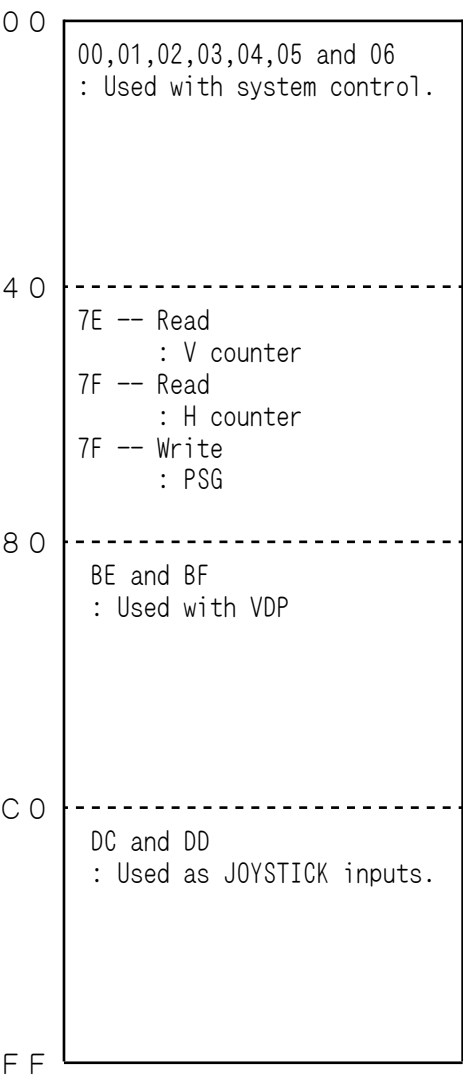 00
00,01,02,03,04,05 and 06
: Used with system control.
40
7E -- Read
: V counter
7F -- Read
: H counter
7F -- Write
: PSG
80
BE and BF
: Used with VDP
C0
DC and DD
: Used as JOYSTICK inputs.
FF